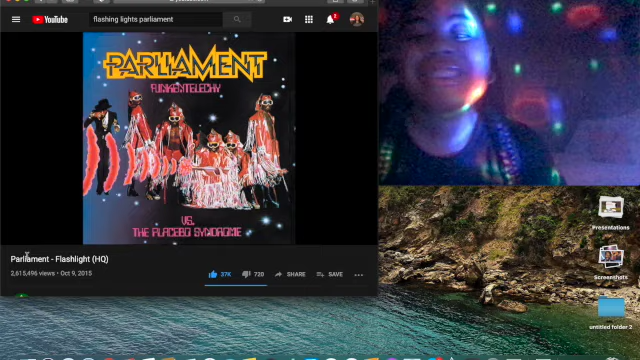 YouTube
flashing lights parliament
2
PARLIAMENT
FUNKENTELECHY
VS.
THE PLACEBO SYNDROME
Parliament - Flashlight (HQ)
2,615,496 views • Oct 9, 2015
37K
720
SHARE
SAVE
Presentations
Screenshots
untitled folder 2